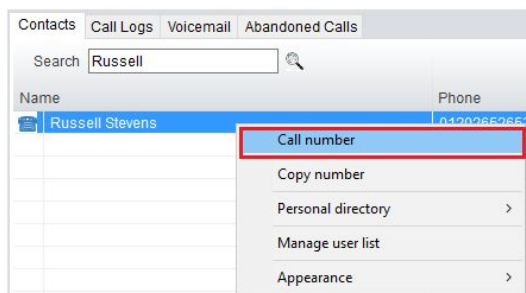 Contacts Call Logs Voicemail Abandoned Calls
Search Russell
Name Phone
Russell Stevens
Call number
Copy number
Personal directory
Manage user list
Appearance